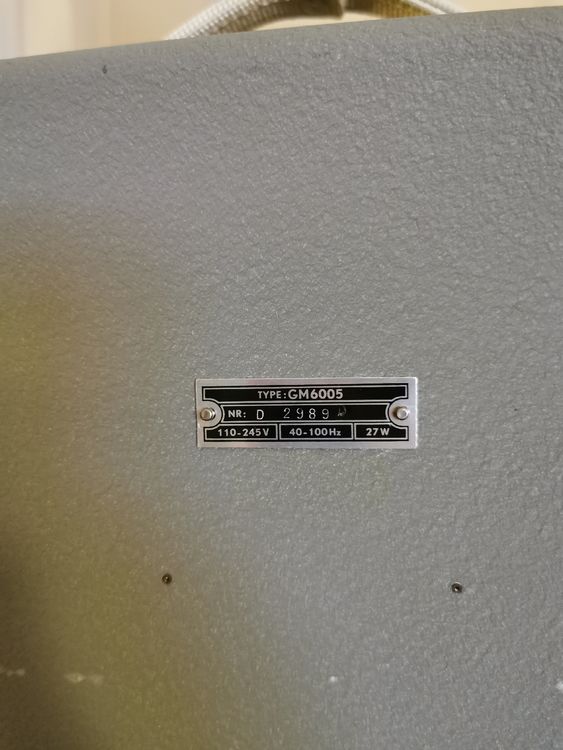 TYPE: GM6005
NR: D 2989
110-245V 40-100Hz 27W